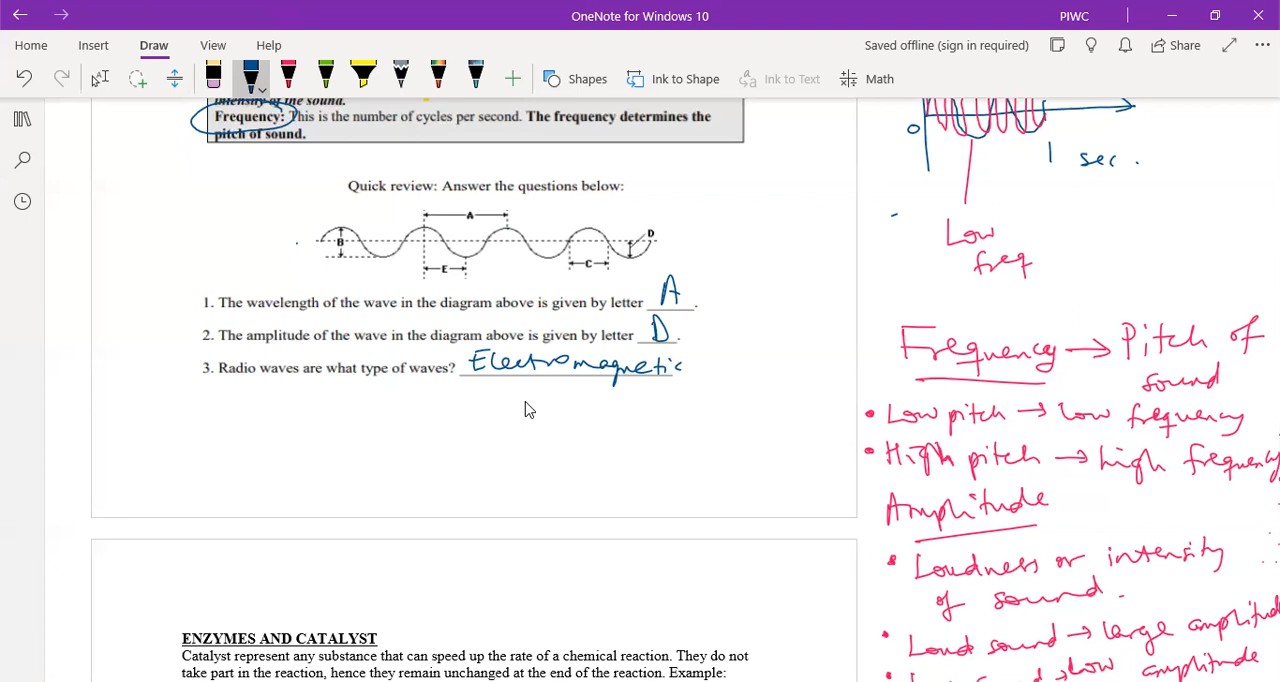 OneNote for Windows 10
PIWC
Home Insert Draw View Help
Saved offline (sign in required)
Share
Shapes
Ink to Shape
Ink to Text
Math
intensity of the sound.
Frequency: This is the number of cycles per second. The frequency determines the
pitch of sound.
Quick review: Answer the questions below:
A
B
D
E
C
1. The wavelength of the wave in the diagram above is given by letter A.
2. The amplitude of the wave in the diagram above is given by letter D.
3. Radio waves are what type of waves? Electromagnetic
ENZYMES AND CATALYST
Catalyst represent any substance that can speed up the rate of a chemical reaction. They do not
take part in the reaction, hence they remain unchanged at the end of the reaction. Example:
0
1 sec.
Low
freq
Frequency → Pitch of
sound
• Low pitch → low frequency
• High pitch → high frequency
Amplitude
• Loudness or intensity
of sound.
• Loud sound → large amplitud
→ low amplitude